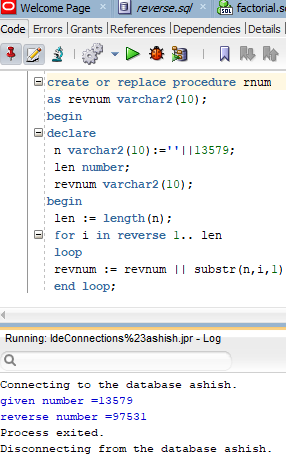 Welcome Page reverse.sql factorial.s
Code Errors Grants References Dependencies Details
create or replace procedure rnum
as revnum varchar2(10);
begin
declare
n varchar2(10):=''||13579;
len number;
revnum varchar2(10);
begin
len := length(n);
for i in reverse 1.. len
loop
revnum := revnum || substr(n,i,1)
end loop;
Running: IdeConnections%23ashish.jpr - Log
Connecting to the database ashish.
given number =13579
reverse number =97531
Process exited.
Disconnecting from the database ashish.